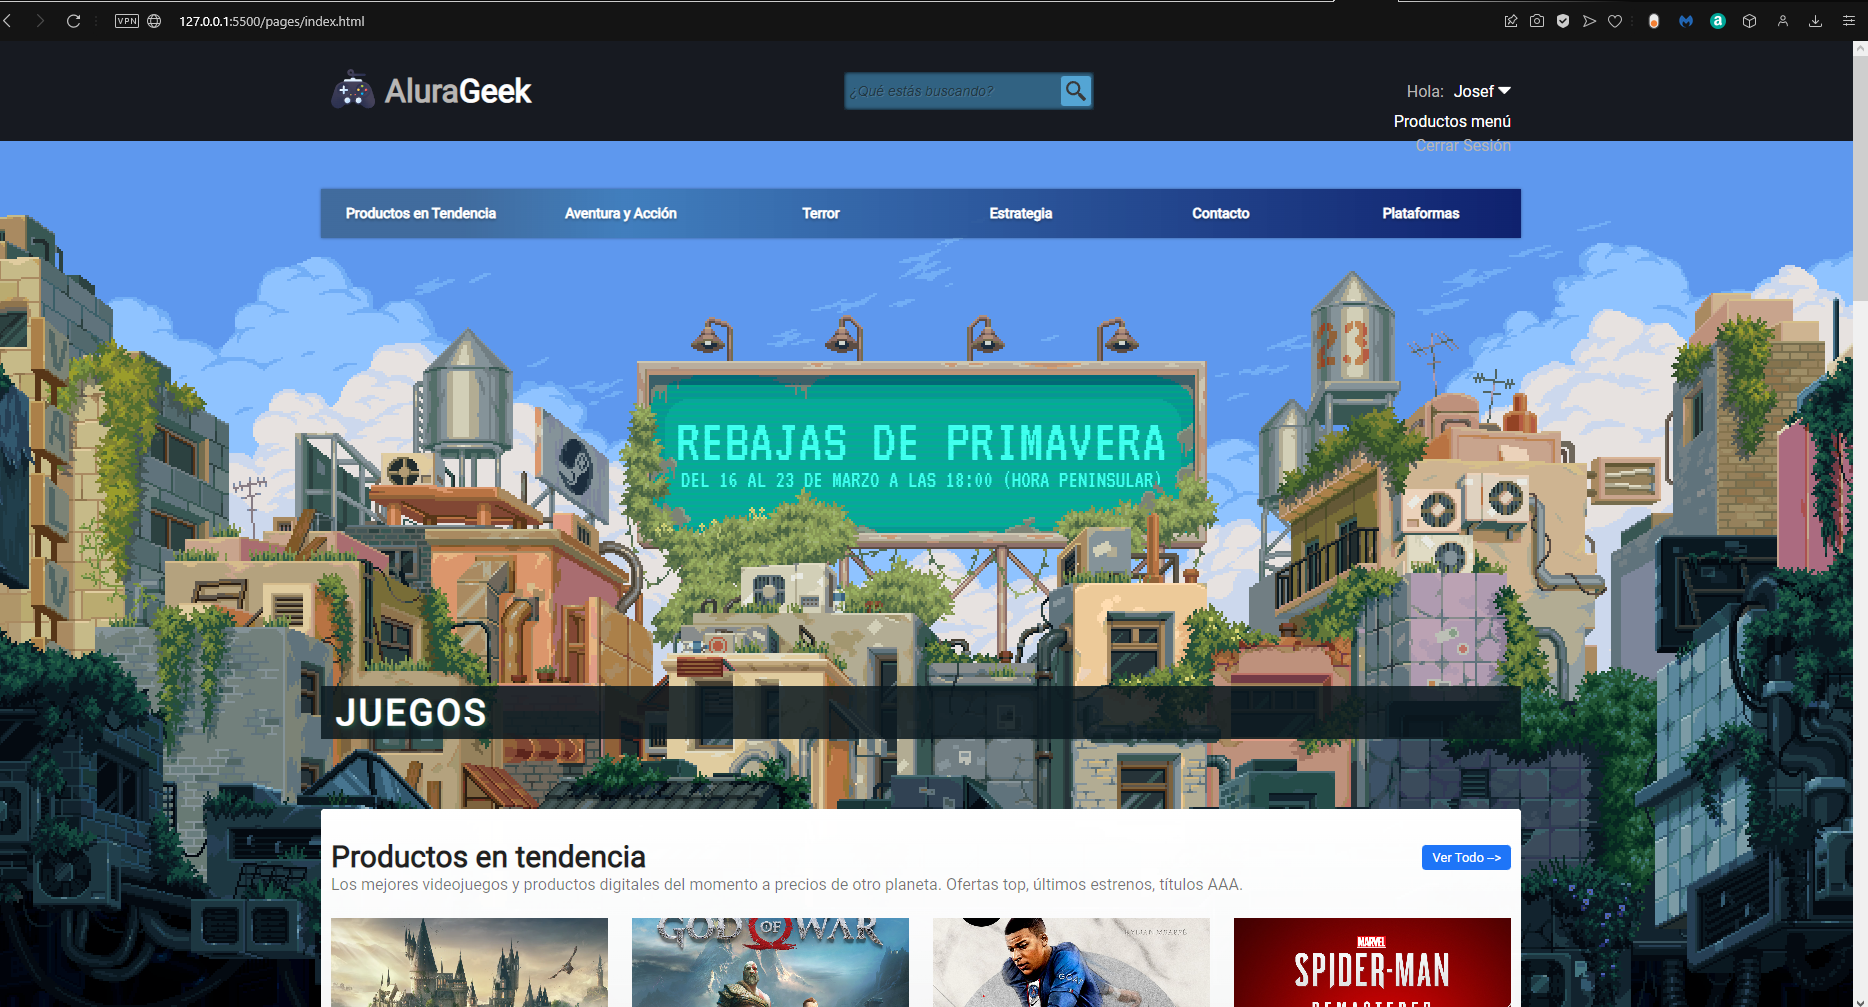 VPN 127.0.0.1:5500/pages/index.html
AluraGeek
¿Qué estás buscando?
Hola: Josef
Productos menú
Cerrar Sesión
Productos en Tendencia Aventura y Acción Terror Estrategia Contacto Plataformas
23
REBAJAS DE PRIMAVERA
DEL 16 AL 23 DE MARZO A LAS 18:00 (HORA PENINSULAR)
JUEGOS
Productos en tendencia
Ver Todo -->
Los mejores videojuegos y productos digitales del momento a precios de otro planeta. Ofertas top, últimos estrenos, títulos AAA.
GOD OF WAR
KYLIAN MBAPPÉ
MARVEL
SPIDER-MAN
REMASTERED